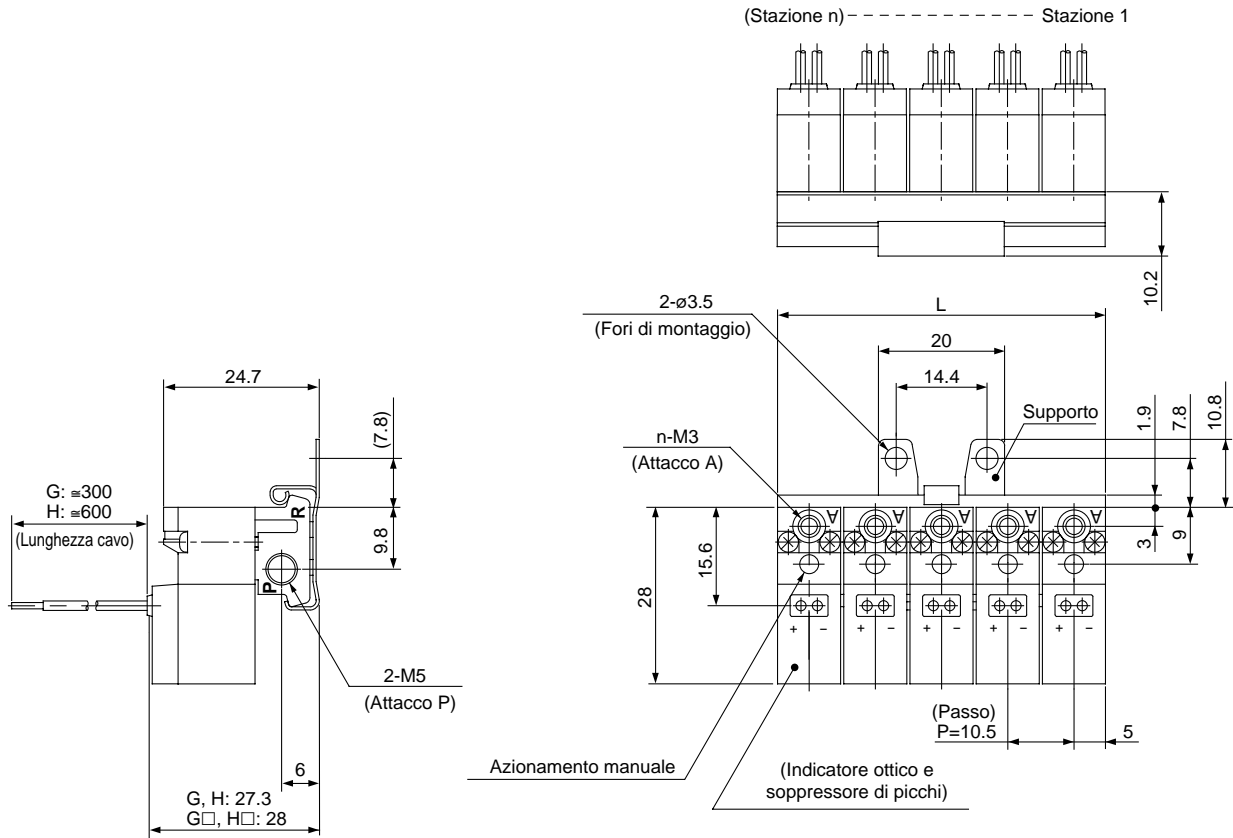 (Stazione n) Stazione 1
10.2
2-ø3.5
(Fori di montaggio)
L
20
14.4
Supporto
1.9
7.8
10.8
n-M3
(Attacco A)
A A A A A
3
9
15.6
28
+ − + − + − + − + −
(Passo)
P=10.5
5
Azionamento manuale
(Indicatore ottico e
soppressore di picchi)
24.7
(7.8)
G: ≅300
H: ≅600
(Lunghezza cavo)
R
9.8
P
2-M5
(Attacco P)
6
G, H: 27.3
G□, H□: 28